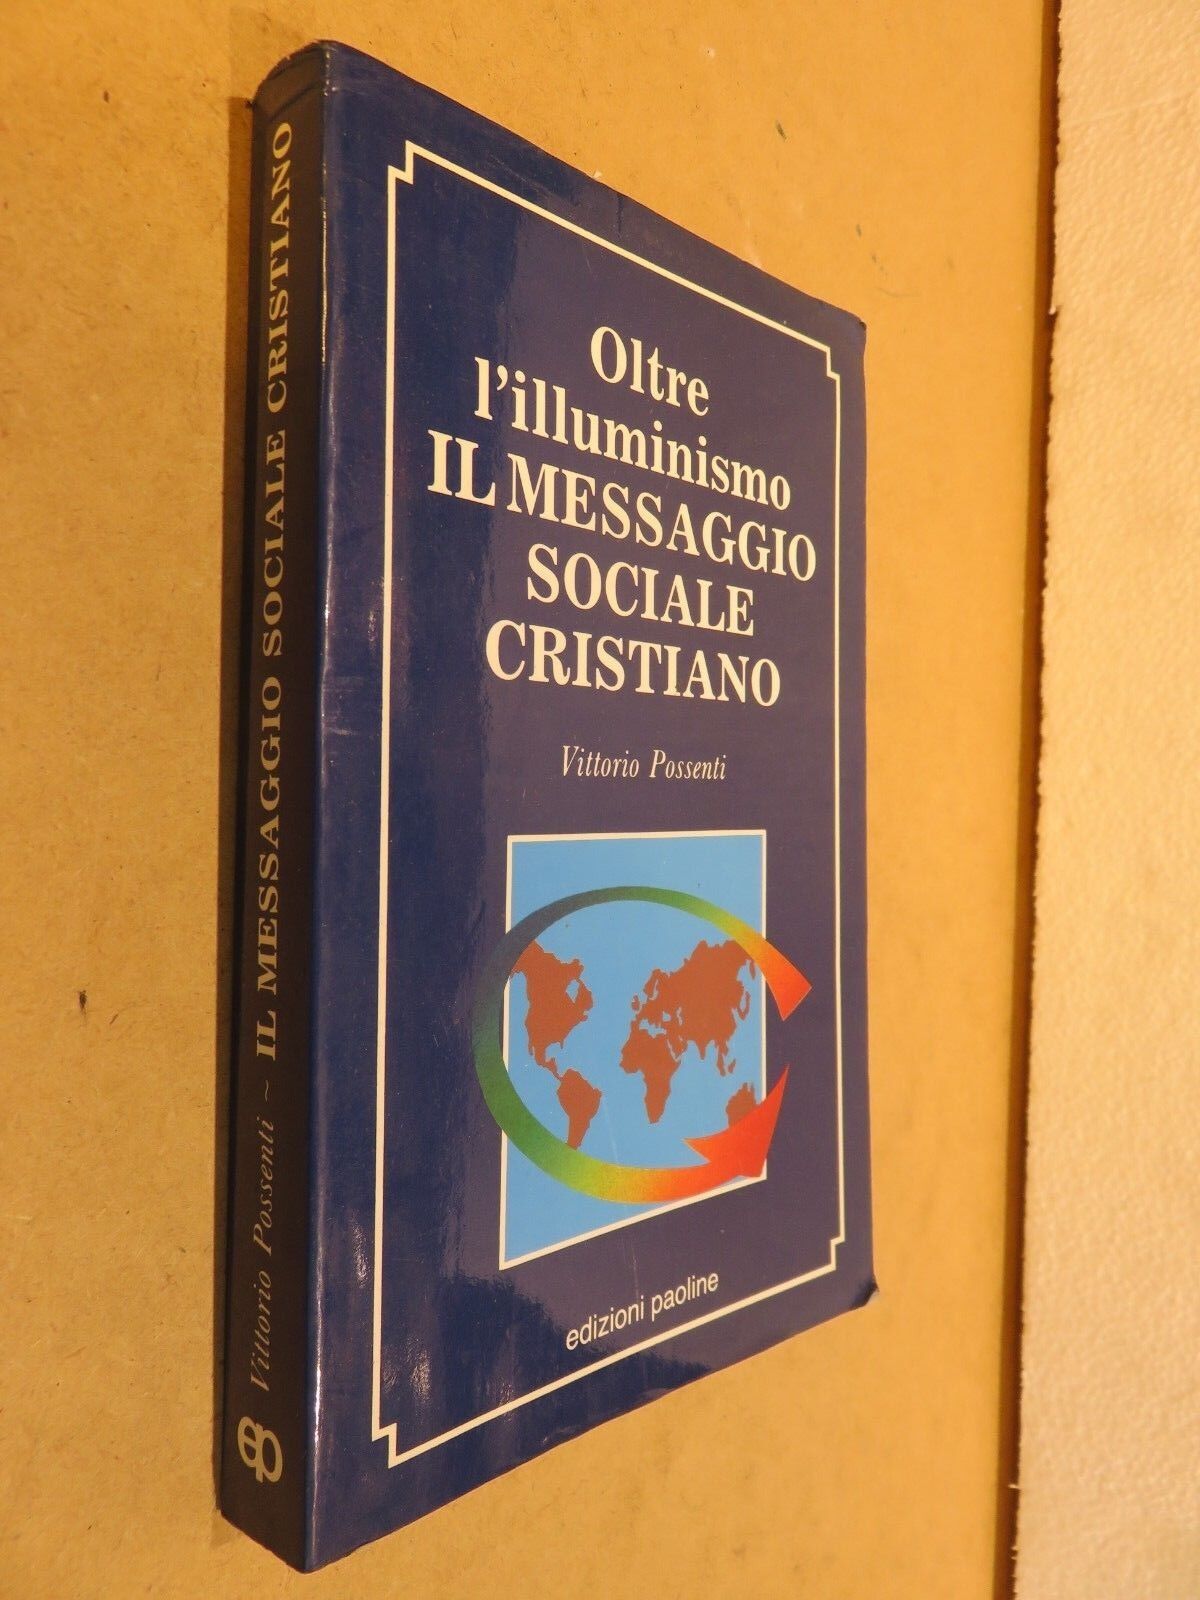 Oltre
l'illuminismo
IL MESSAGGIO
SOCIALE
CRISTIANO
Vittorio Possenti
edizioni paoline
Vittorio Possenti ~ IL MESSAGGIO SOCIALE CRISTIANO